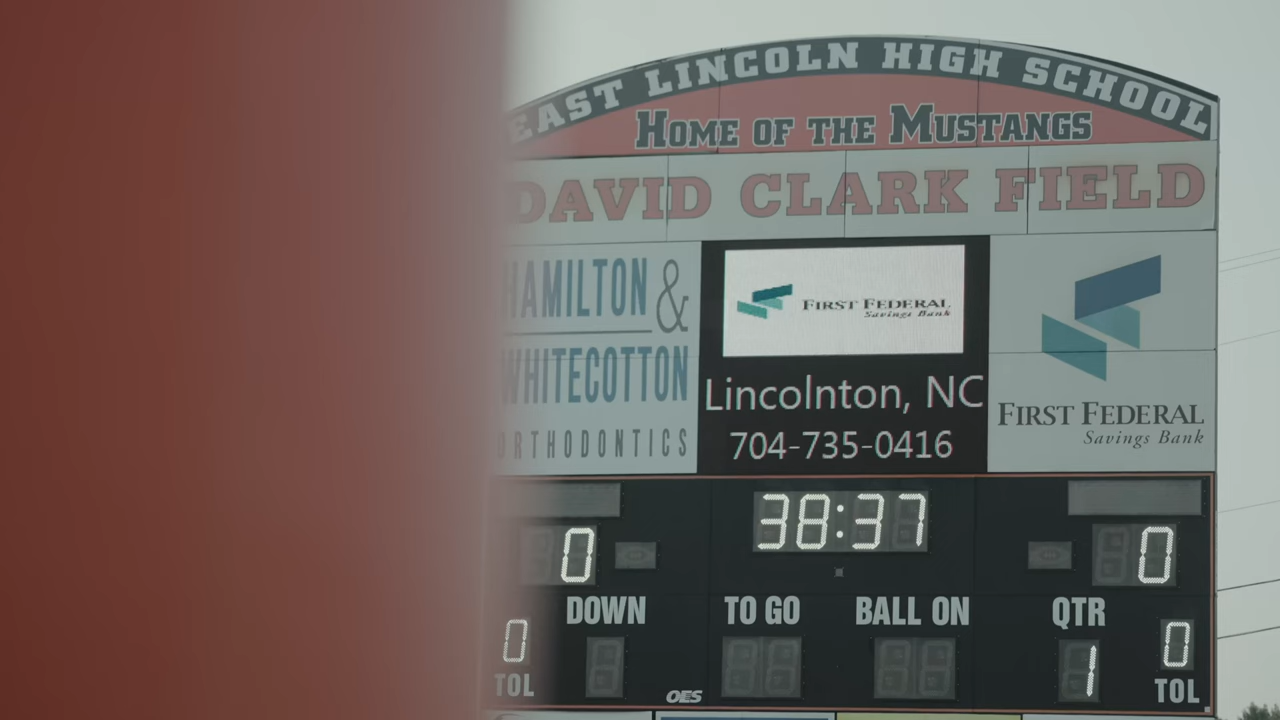 EAST LINCOLN HIGH SCHOOL
HOME OF THE MUSTANGS
DAVID CLARK FIELD
HAMILTON &
WHITECOTTON
ORTHODONTICS
FIRST FEDERAL
Savings Bank
Lincolnton, NC
704-735-0416
FIRST FEDERAL
Savings Bank
38:37
0
0
DOWN
TO GO
BALL ON
QTR
0
1
0
TOL
OES
TOL